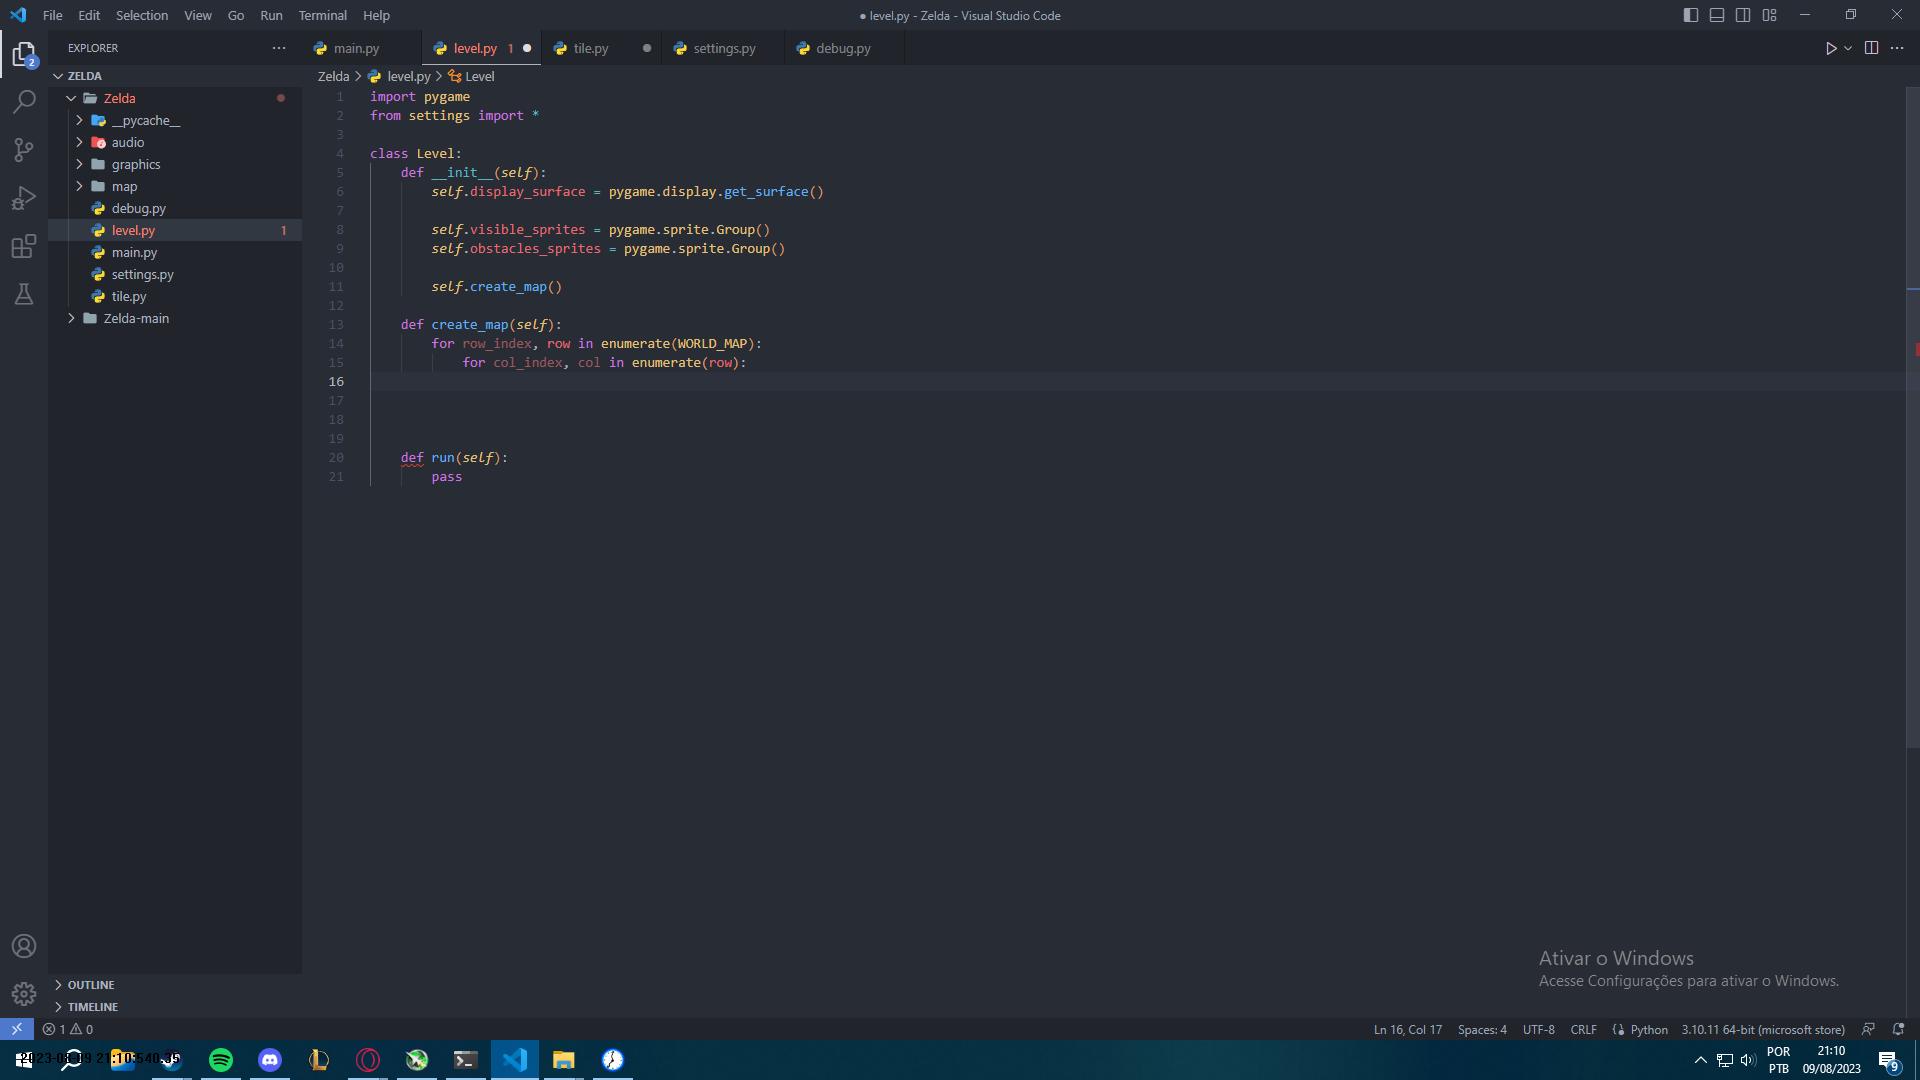 File Edit Selection View Go Run Terminal Help
● level.py - Zelda - Visual Studio Code
EXPLORER
main.py
level.py 1
tile.py
settings.py
debug.py
ZELDA
Zelda
__pycache__
audio
graphics
map
debug.py
level.py 1
main.py
settings.py
tile.py
Zelda-main
OUTLINE
TIMELINE
2
Zelda > level.py > Level
1 import pygame
2 from settings import *
3
4 class Level:
5 def __init__(self):
6 self.display_surface = pygame.display.get_surface()
7
8 self.visible_sprites = pygame.sprite.Group()
9 self.obstacles_sprites = pygame.sprite.Group()
10
11 self.create_map()
12
13 def create_map(self):
14 for row_index, row in enumerate(WORLD_MAP):
15 for col_index, col in enumerate(row):
16
17
18
19
20 def run(self):
21 pass
Ativar o Windows
Acesse Configurações para ativar o Windows.
1 0
Ln 16, Col 17 Spaces: 4 UTF-8 CRLF Python 3.10.11 64-bit (microsoft store)
POR
PTB
21:10
09/08/2023
9